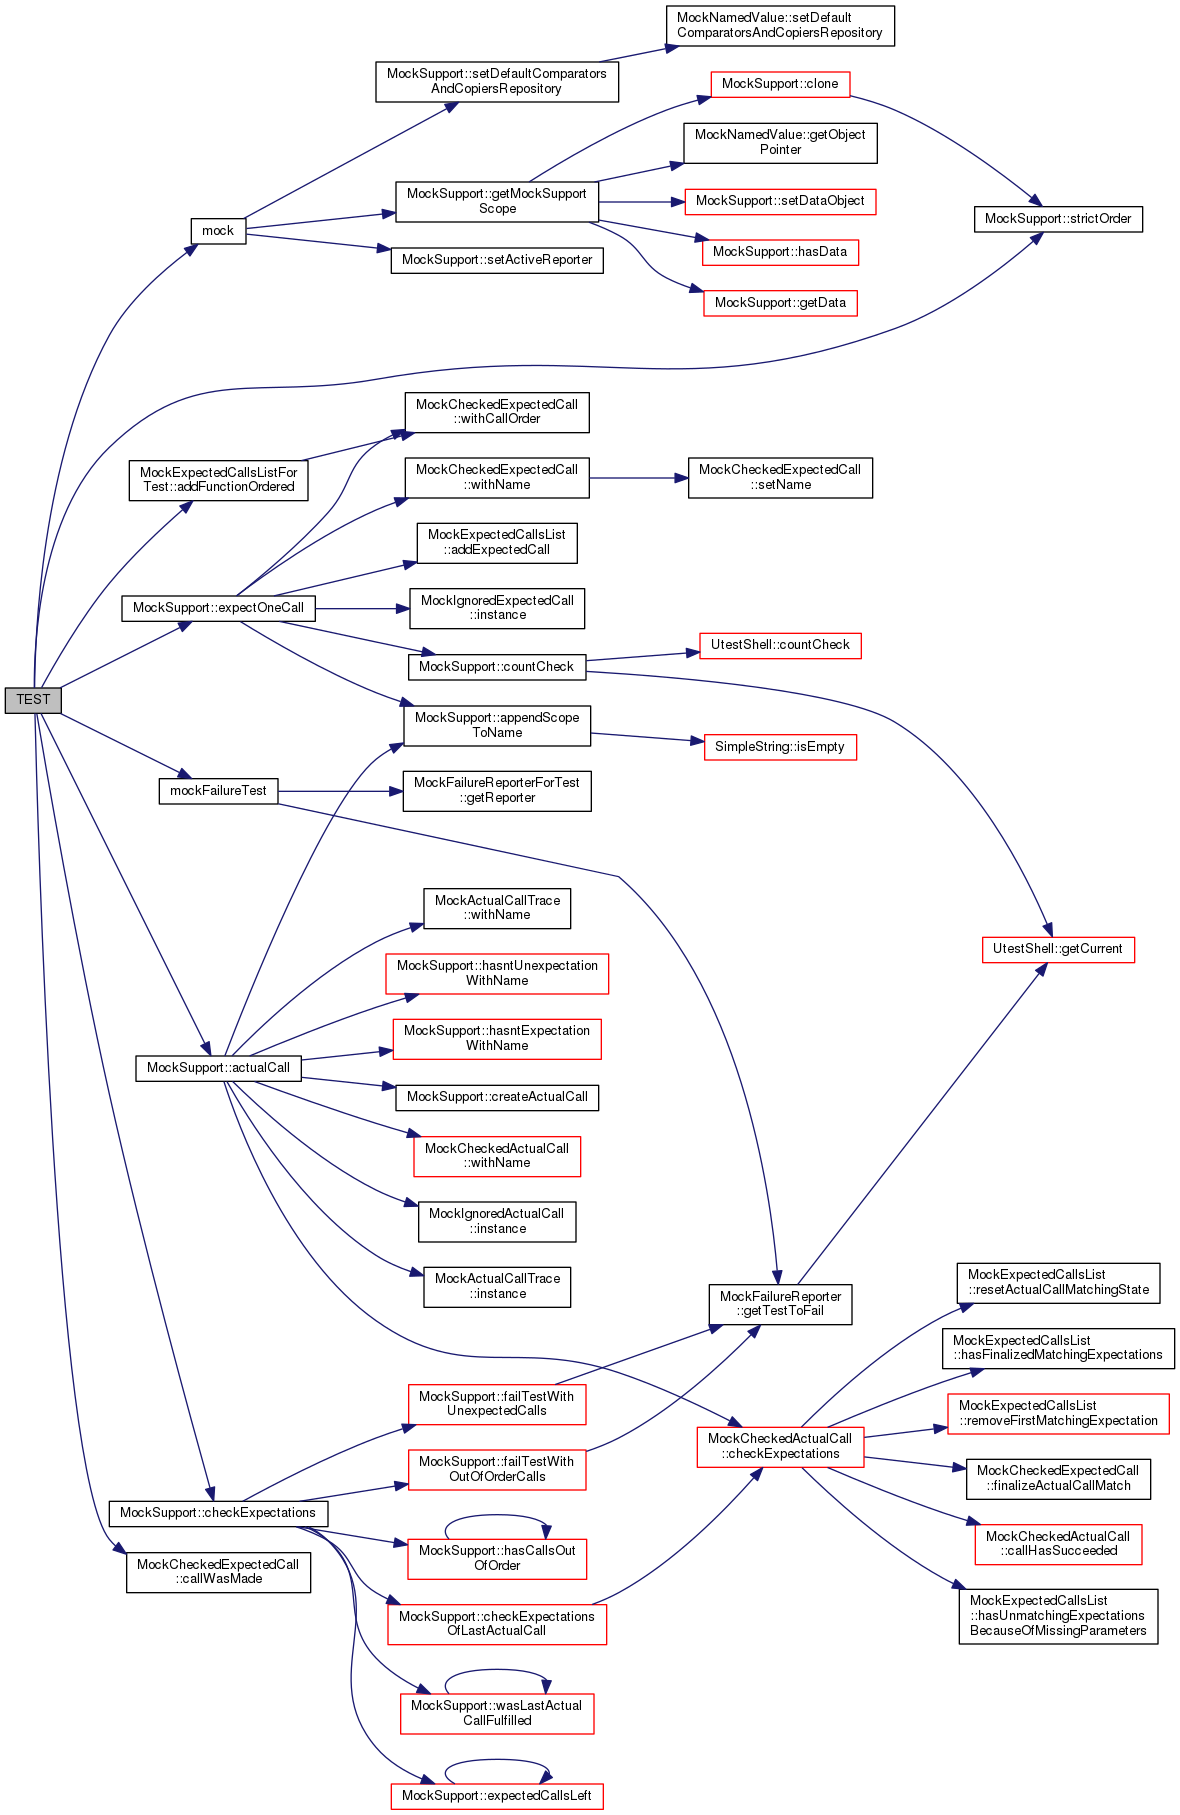 MockNamedValue::setDefault
ComparatorsAndCopiersRepository
MockSupport::setDefaultComparators
AndCopiersRepository
MockSupport::clone
MockNamedValue::getObject
Pointer
MockSupport::getMockSupport
Scope
MockSupport::setDataObject
MockSupport::strictOrder
mock
MockSupport::hasData
MockSupport::setActiveReporter
MockSupport::getData
MockCheckedExpectedCall
::withCallOrder
MockExpectedCallsListFor
Test::addFunctionOrdered
MockCheckedExpectedCall
::withName
MockCheckedExpectedCall
::setName
MockExpectedCallsList
::addExpectedCall
MockSupport::expectOneCall
MockIgnoredExpectedCall
::instance
MockSupport::countCheck
UtestShell::countCheck
TEST
MockSupport::appendScope
ToName
SimpleString::isEmpty
mockFailureTest
MockFailureReporterForTest
::getReporter
MockActualCallTrace
::withName
UtestShell::getCurrent
MockSupport::hasntUnexpectation
WithName
MockSupport::hasntExpectation
WithName
MockSupport::actualCall
MockSupport::createActualCall
MockCheckedActualCall
::withName
MockIgnoredActualCall
::instance
MockActualCallTrace
::instance
MockFailureReporter
::getTestToFail
MockExpectedCallsList
::resetActualCallMatchingState
MockExpectedCallsList
::hasFinalizedMatchingExpectations
MockSupport::failTestWith
UnexpectedCalls
MockExpectedCallsList
::removeFirstMatchingExpectation
MockCheckedActualCall
::checkExpectations
MockSupport::failTestWith
OutOfOrderCalls
MockCheckedExpectedCall
::finalizeActualCallMatch
MockSupport::checkExpectations
MockSupport::hasCallsOut
OfOrder
MockCheckedActualCall
::callHasSucceeded
MockCheckedExpectedCall
::callWasMade
MockSupport::checkExpectations
OfLastActualCall
MockExpectedCallsList
::hasUnmatchingExpectations
BecauseOfMissingParameters
MockSupport::wasLastActual
CallFulfilled
MockSupport::expectedCallsLeft